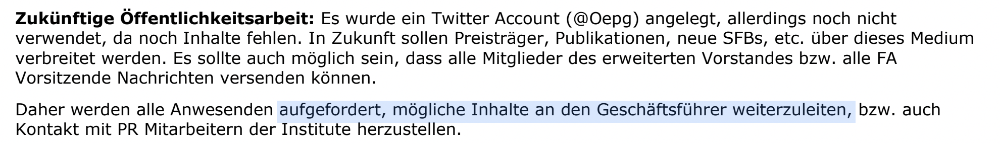 Zukünftige Öffentlichkeitsarbeit: Es wurde ein Twitter Account (@Oepg) angelegt, allerdings noch nicht
verwendet, da noch Inhalte fehlen. In Zukunft sollen Preisträger, Publikationen, neue SFBs, etc. über dieses Medium
verbreitet werden. Es sollte auch möglich sein, dass alle Mitglieder des erweiterten Vorstandes bzw. alle FA
Vorsitzende Nachrichten versenden können.
Daher werden alle Anwesenden aufgefordert, mögliche Inhalte an den Geschäftsführer weiterzuleiten, bzw. auch
Kontakt mit PR Mitarbeitern der Institute herzustellen.